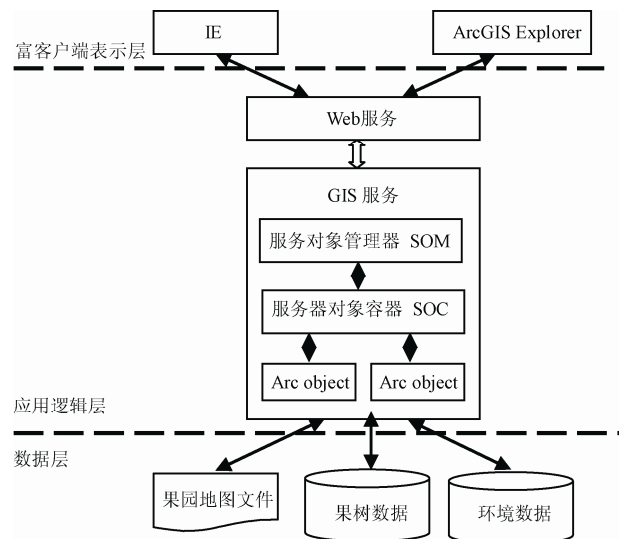 IE
ArcGIS Explorer
富客户端表示层
Web服务
GIS 服务
服务对象管理器 SOM
服务器对象容器 SOC
Arc object
Arc object
应用逻辑层
数据层
果园地图文件
果树数据
环境数据